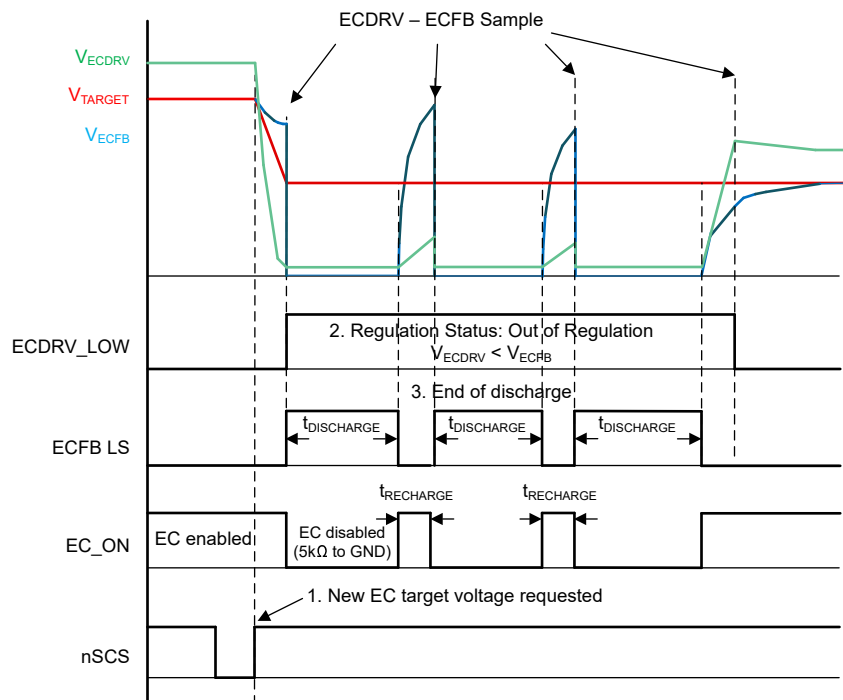 ECDRV – ECFB Sample
VECDRV
VTARGET
VECFB
ECDRV_LOW
2. Regulation Status: Out of Regulation
VECDRV < VECFB
3. End of discharge
ECFB LS
tDISCHARGE
tDISCHARGE
tDISCHARGE
tRECHARGE
tRECHARGE
EC_ON
EC enabled
EC disabled
(5kΩ to GND)
1. New EC target voltage requested
nSCS